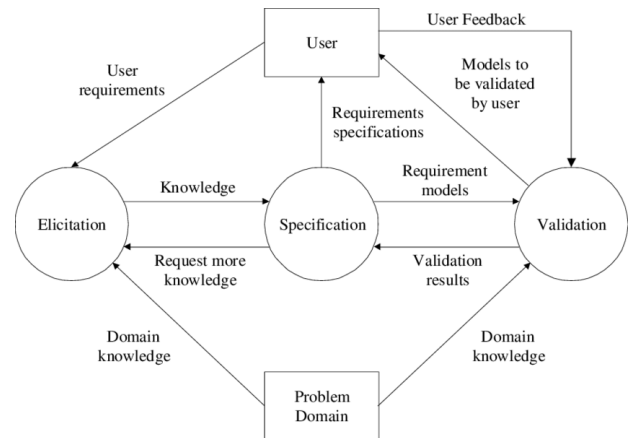 User Feedback
User
Models to
be validated
by user
User
requirements
Requirements
specifications
Knowledge
Requirement
models
Elicitation
Specification
Validation
Request more
knowledge
Validation
results
Domain
knowledge
Domain
knowledge
Problem
Domain